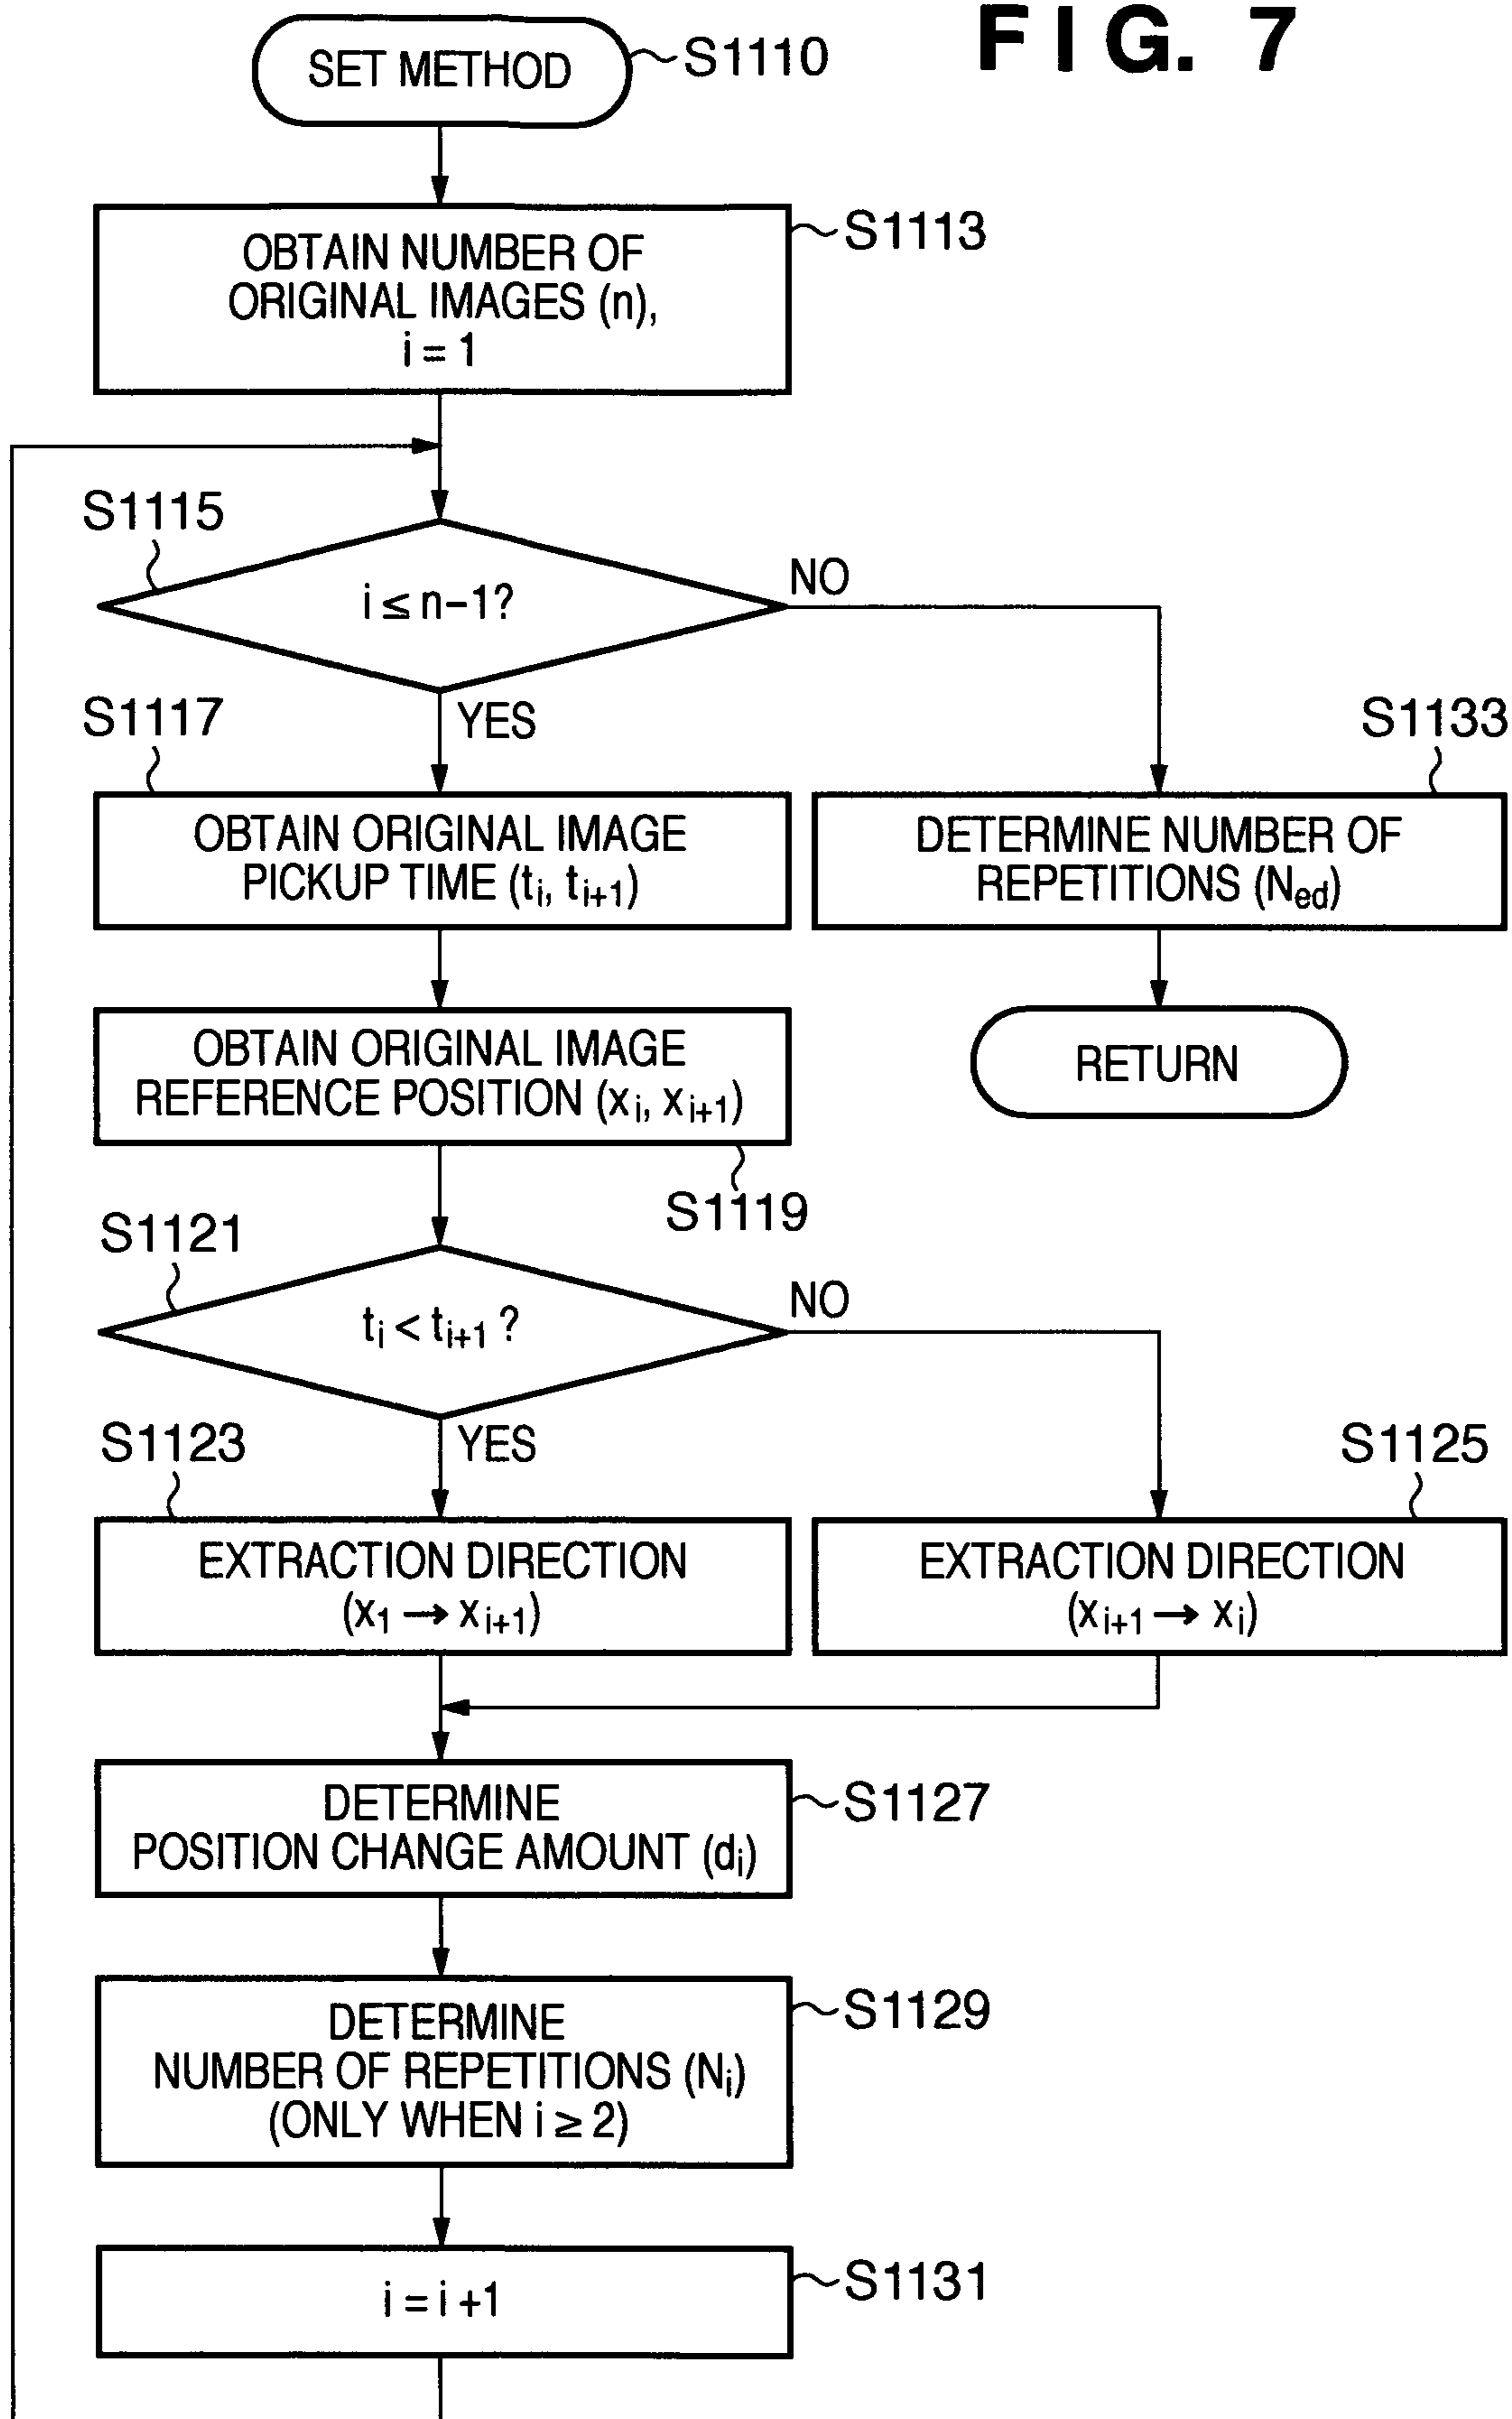 FIG. 7
SET METHOD
S1110
OBTAIN NUMBER OF
ORIGINAL IMAGES (n),
i = 1
S1113
S1115
i ≤ n−1?
NO
YES
S1117
OBTAIN ORIGINAL IMAGE
PICKUP TIME (tᵢ, tᵢ₊₁)
S1133
DETERMINE NUMBER OF
REPETITIONS (Ned)
OBTAIN ORIGINAL IMAGE
REFERENCE POSITION (xᵢ, xᵢ₊₁)
S1119
RETURN
S1121
tᵢ < tᵢ₊₁ ?
NO
YES
S1123
EXTRACTION DIRECTION
(x₁ → xᵢ₊₁)
S1125
EXTRACTION DIRECTION
(xᵢ₊₁ → xᵢ)
DETERMINE
POSITION CHANGE AMOUNT (dᵢ)
S1127
DETERMINE
NUMBER OF REPETITIONS (Nᵢ)
(ONLY WHEN i ≥ 2)
S1129
i = i +1
S1131